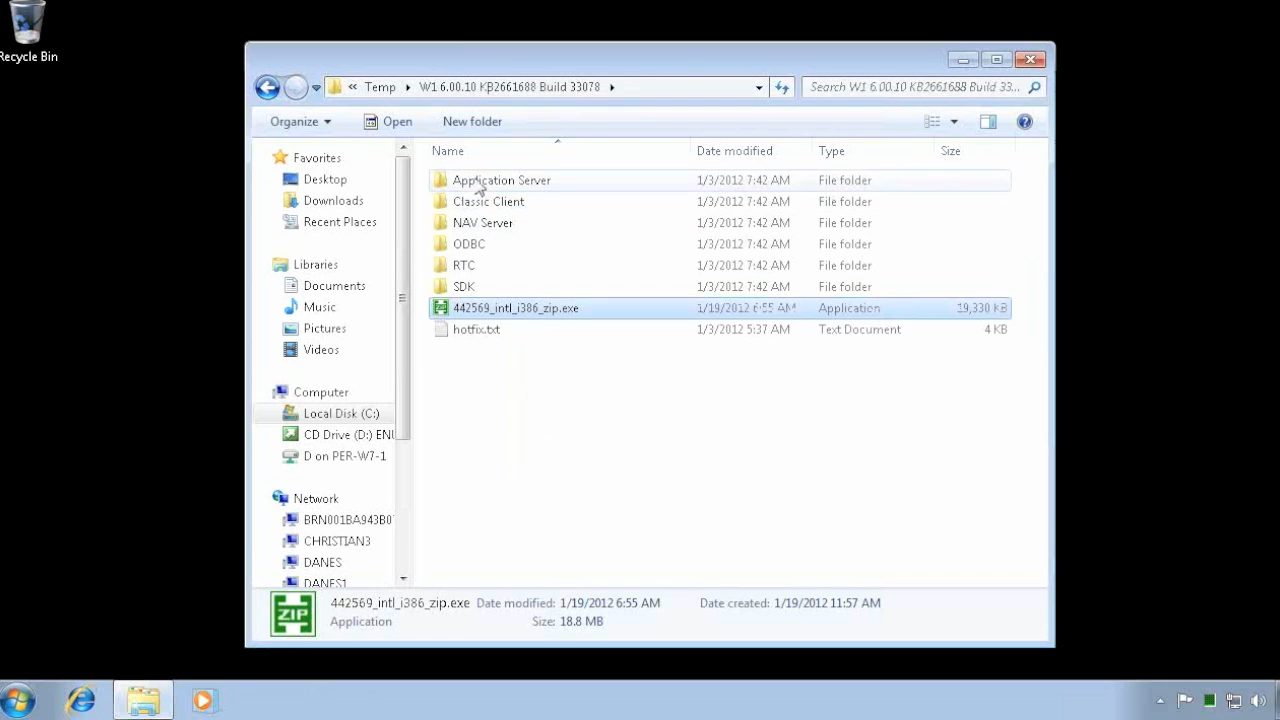 Recycle Bin
« Temp ▸ W1 6.00.10 KB2661688 Build 33078 ▸
Search W1 6.00.10 KB2661688 Build 33...
Organize Open New folder
Name Date modified Type Size
Favorites
Desktop
Downloads
Recent Places
Libraries
Documents
Music
Pictures
Videos
Computer
Local Disk (C:)
CD Drive (D:) ENU
D on PER-W7-1
Network
BRN001BA943B07
CHRISTIAN3
DANES
DANES1
Application Server 1/3/2012 7:42 AM File folder
Classic Client 1/3/2012 7:42 AM File folder
NAV Server 1/3/2012 7:42 AM File folder
ODBC 1/3/2012 7:42 AM File folder
RTC 1/3/2012 7:42 AM File folder
SDK 1/3/2012 7:42 AM File folder
442569_intl_i386_zip.exe 1/19/2012 6:55 AM Application 19,330 KB
hotfix.txt 1/3/2012 5:37 AM Text Document 4 KB
ZIP
442569_intl_i386_zip.exe Date modified: 1/19/2012 6:55 AM Date created: 1/19/2012 11:57 AM
Application Size: 18.8 MB